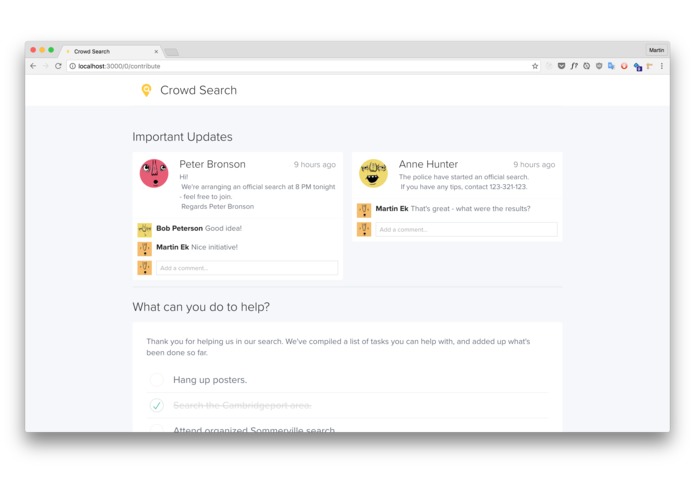 Crowd Search
Martin
localhost:3000/0/contribute
f?
Crowd Search
Important Updates
Peter Bronson 9 hours ago
Hi!
We're arranging an official search at 8 PM tonight
- feel free to join.
Regards Peter Bronson
Bob Peterson Good idea!
Martin Ek Nice initiative!
Add a comment...
Anne Hunter 9 hours ago
The police have started an official search.
If you have any tips, contact 123-321-123.
Martin Ek That's great - what were the results?
Add a comment...
What can you do to help?
Thank you for helping us in our search. We've compiled a list of tasks you can help with, and added up what's
been done so far.
Hang up posters.
Search the Cambridgeport area.
Attend organized Sommerville search